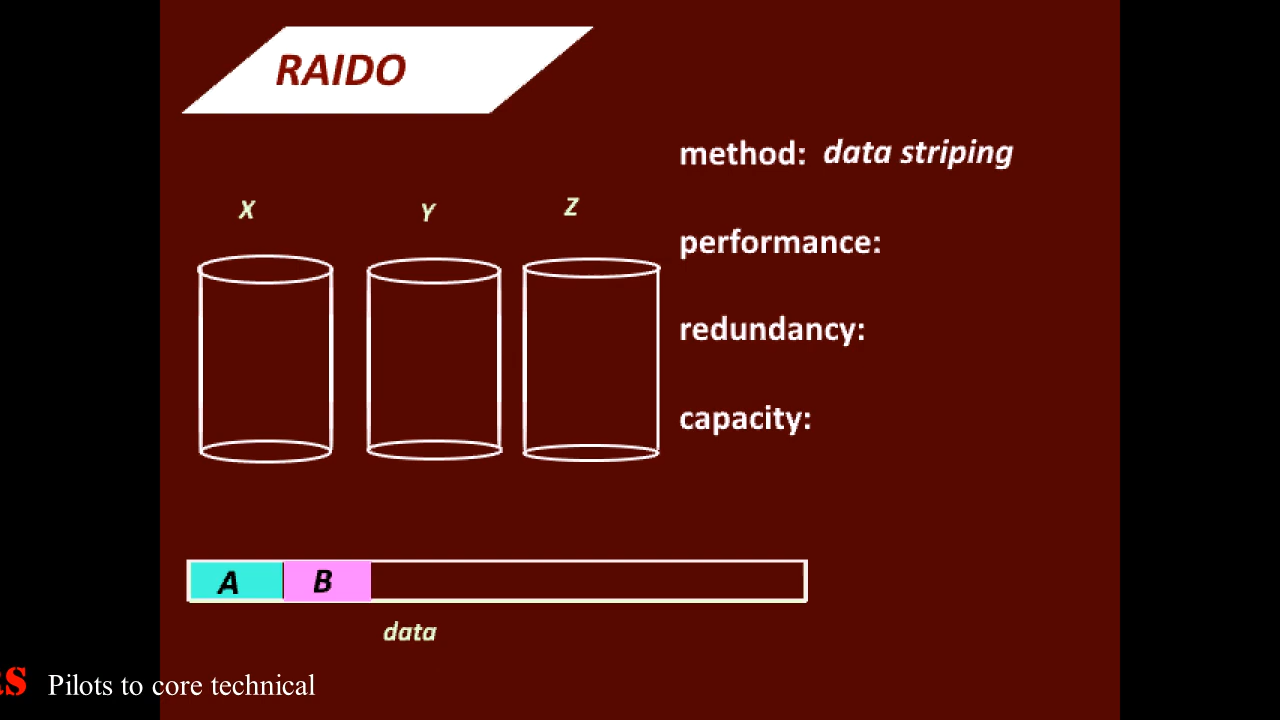 RAIDO
method: data striping
X Y Z
performance:
redundancy:
capacity:
A B
data
Pilots to core technical